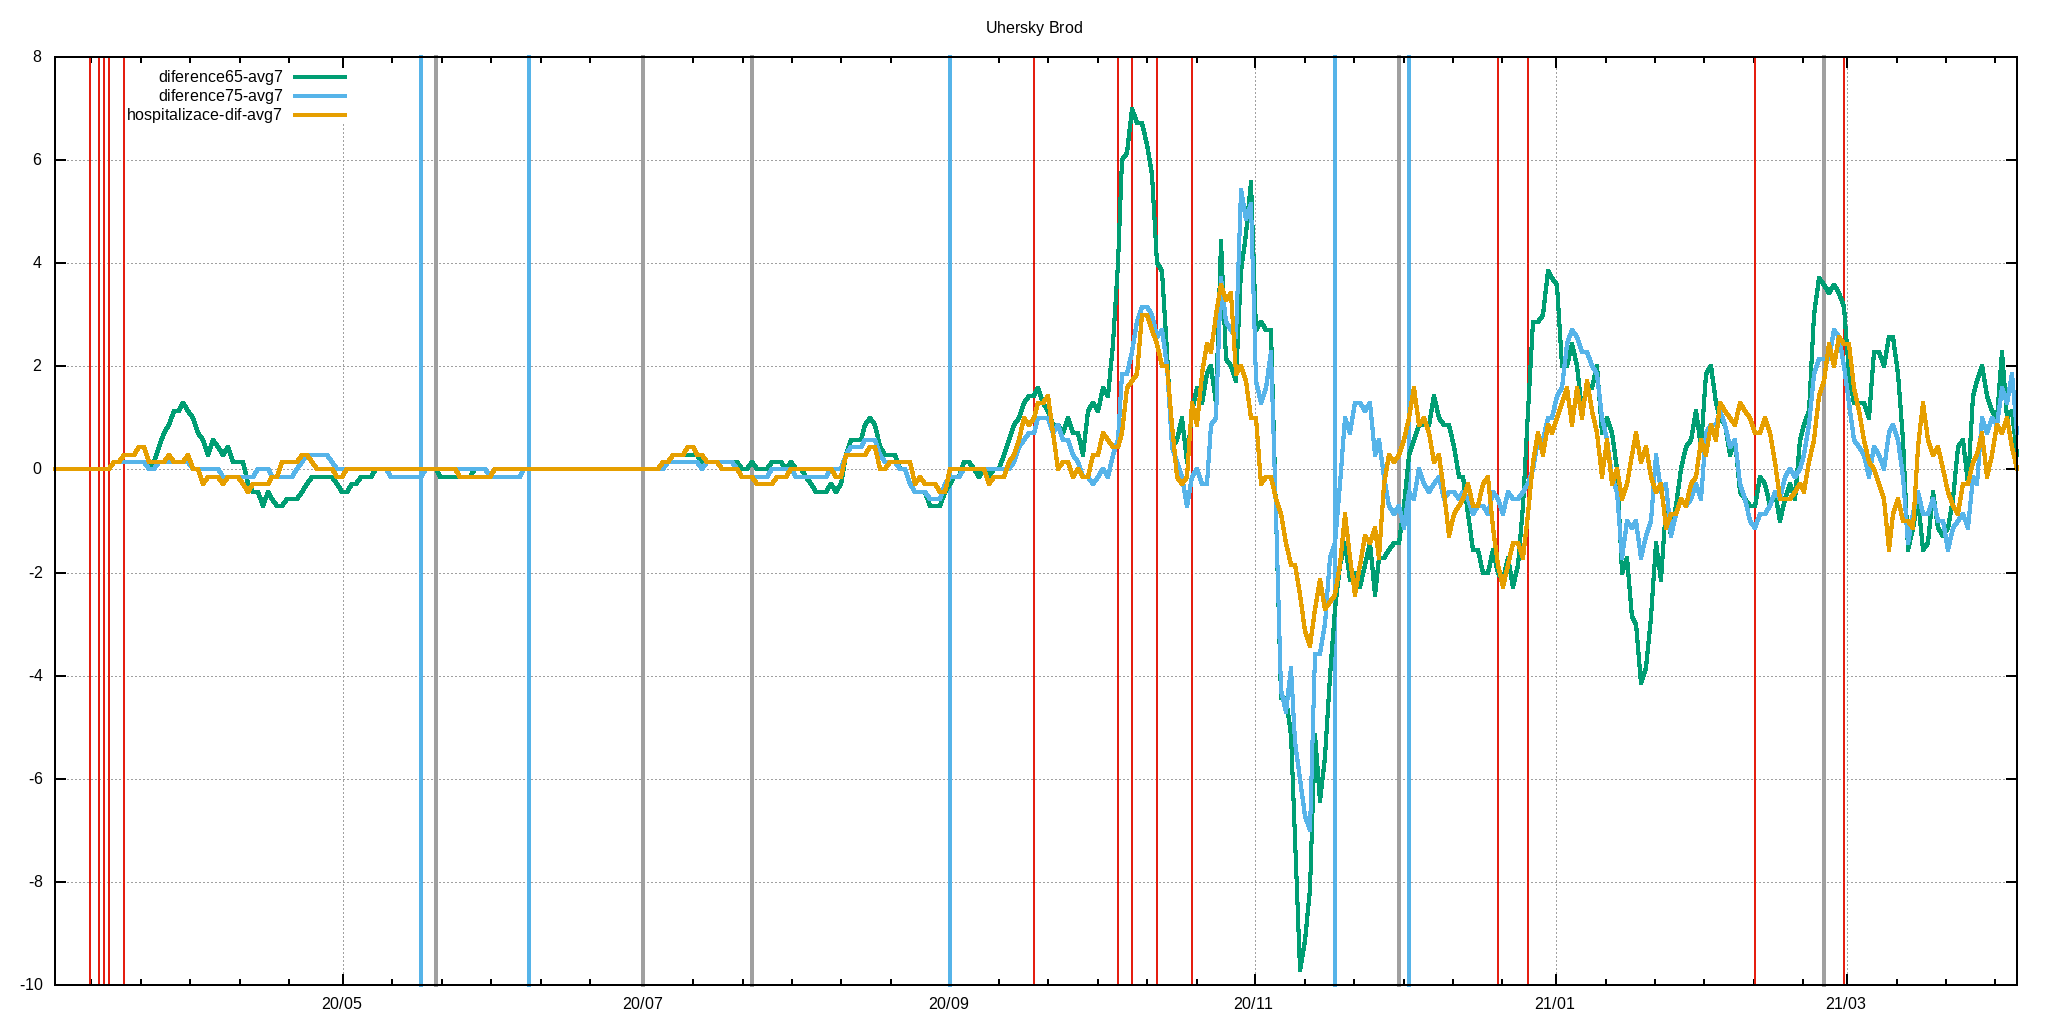 Uhersky Brod
8
diference65-avg7
diference75-avg7
hospitalizace-dif-avg7
6
4
2
0
-2
-4
-6
-8
-10
20/05 20/07 20/09 20/11 21/01 21/03